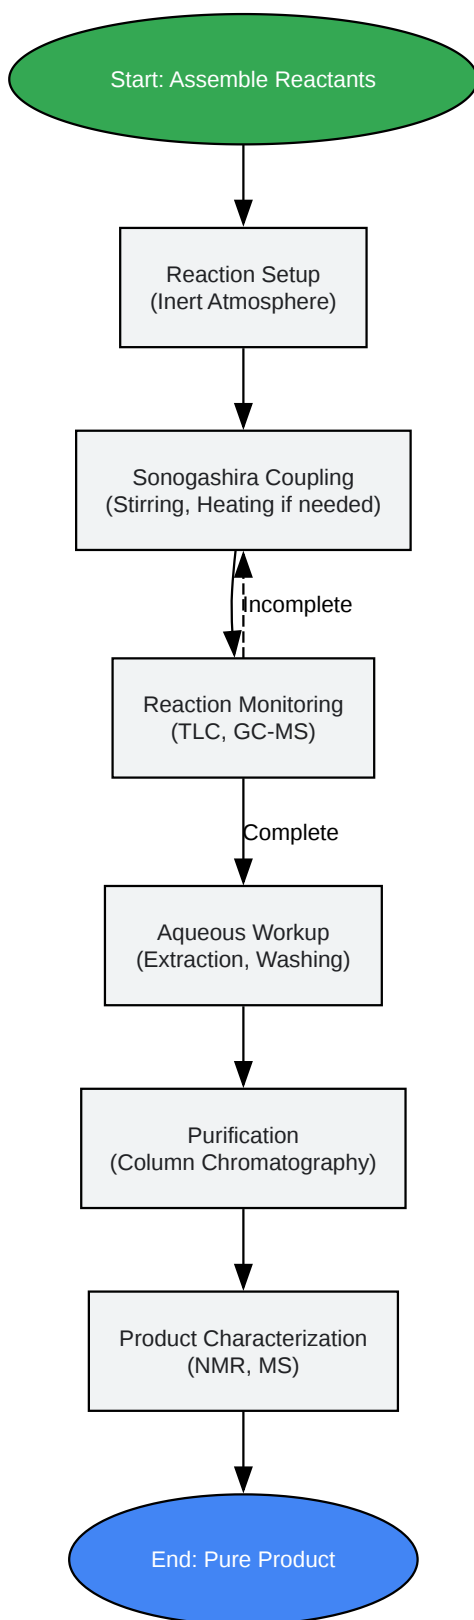 Start: Assemble Reactants
Reaction Setup
(Inert Atmosphere)
Sonogashira Coupling
(Stirring, Heating if needed)
Incomplete
Reaction Monitoring
(TLC, GC-MS)
Complete
Aqueous Workup
(Extraction, Washing)
Purification
(Column Chromatography)
Product Characterization
(NMR, MS)
End: Pure Product